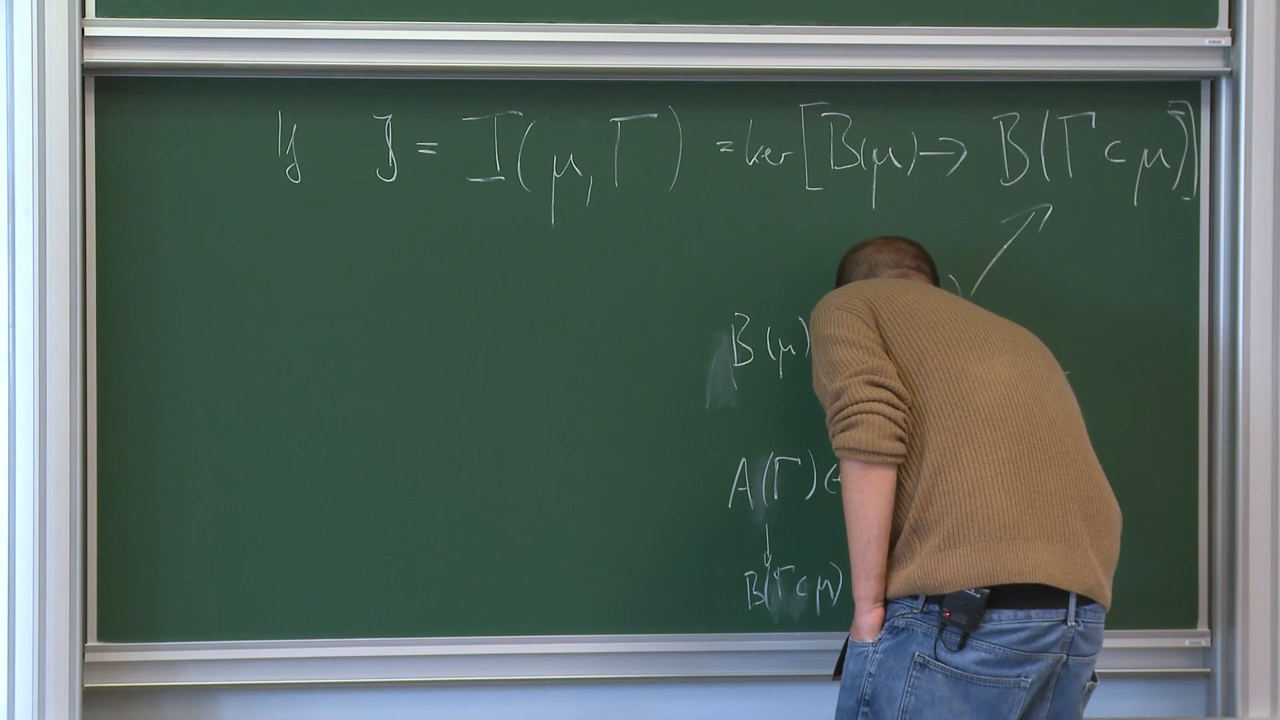 If J = I(μ, Γ) = ker[B(μ) → B(Γ ⊂ μ)]
B(μ)
A(Γ)
↓
B(Γ ⊂ μ)